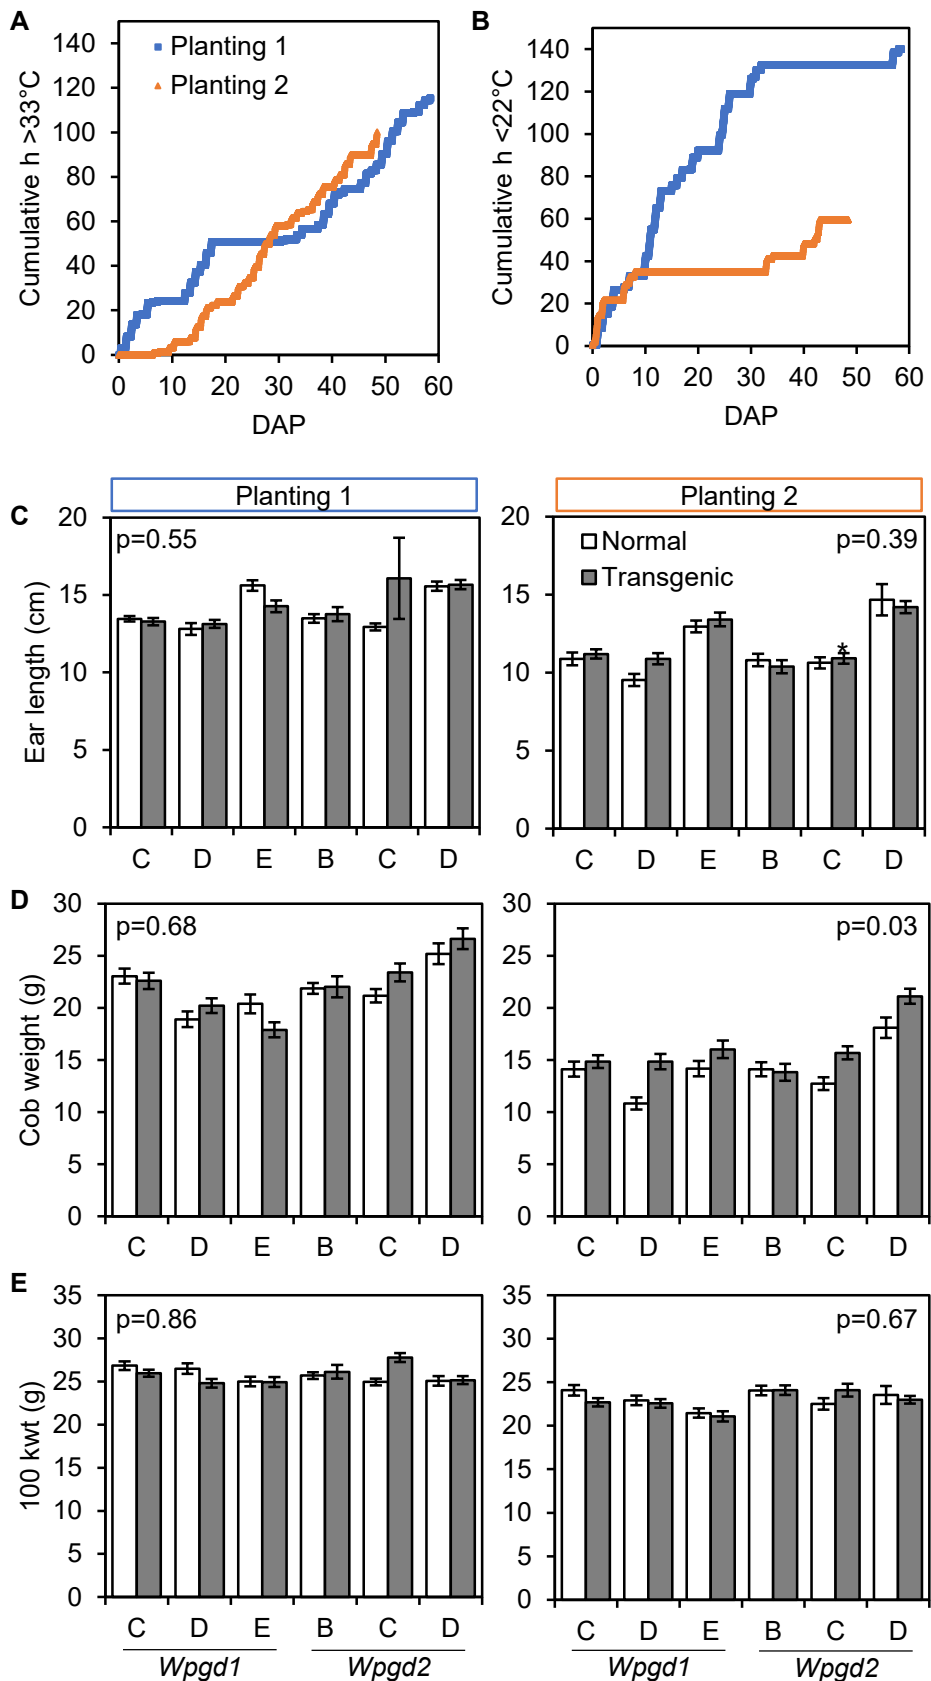 A
Cumulative h >33°C
140
120
100
80
60
40
20
0
Planting 1
Planting 2
0 10 20 30 40 50 60
DAP
B
Cumulative h <22°C
140
120
100
80
60
40
20
0
0 10 20 30 40 50 60
DAP
Planting 1
Planting 2
C
Ear length (cm)
20
15
10
5
0
p=0.55
C D E B C D
20
15
10
5
0
Normal
Transgenic
p=0.39
*
C D E B C D
D
Cob weight (g)
30
25
20
15
10
5
0
p=0.68
C D E B C D
30
25
20
15
10
5
0
p=0.03
C D E B C D
E
100 kwt (g)
35
30
25
20
15
10
5
0
p=0.86
C D E B C D
Wpgd1 Wpgd2
35
30
25
20
15
10
5
0
p=0.67
C D E B C D
Wpgd1 Wpgd2